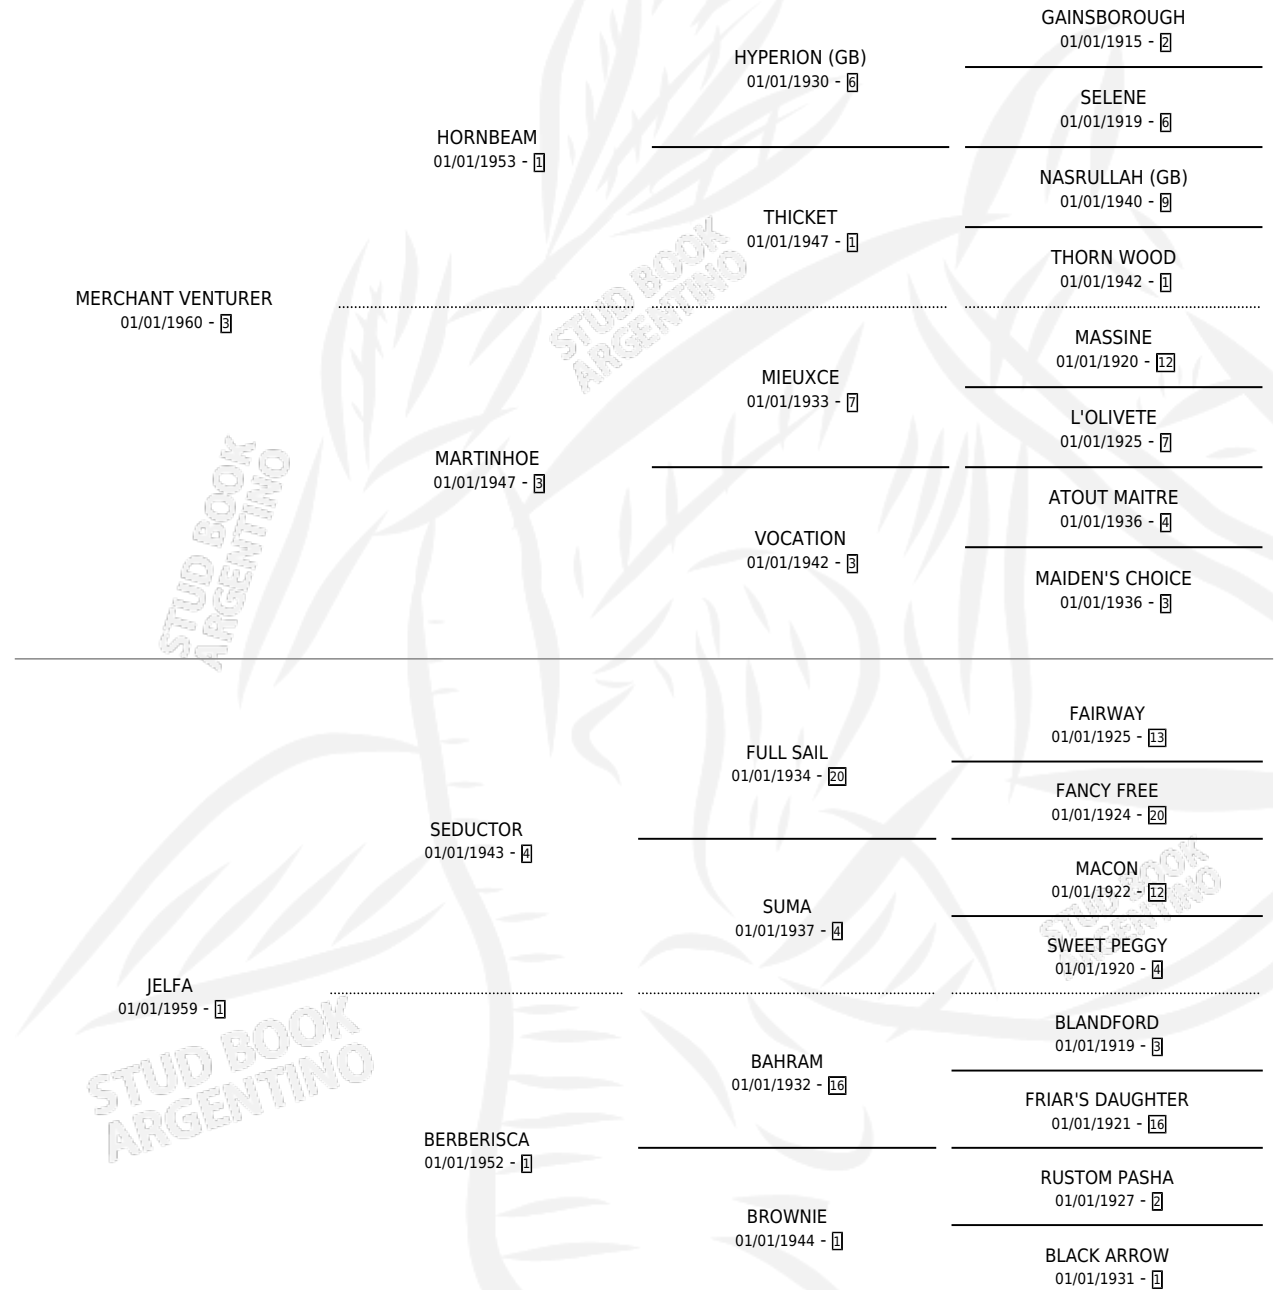 GAINSBOROUGH
01/01/1915 - 2
HYPERION (GB)
01/01/1930 - 6
SELENE
01/01/1919 - 6
HORNBEAM
01/01/1953 - 1
NASRULLAH (GB)
01/01/1940 - 9
THICKET
01/01/1947 - 1
THORN WOOD
01/01/1942 - 1
MERCHANT VENTURER
01/01/1960 - 3
STUD BOOK
ARGENTINO
MASSINE
01/01/1920 - 12
MIEUXCE
01/01/1933 - 7
L'OLIVETE
01/01/1925 - 7
MARTINHOE
01/01/1947 - 3
ATOUT MAITRE
01/01/1936 - 4
VOCATION
01/01/1942 - 3
MAIDEN'S CHOICE
01/01/1936 - 3
STUD BOOK
ARGENTINO
FAIRWAY
01/01/1925 - 13
FULL SAIL
01/01/1934 - 20
FANCY FREE
01/01/1924 - 20
SEDUCTOR
01/01/1943 - 4
MACON
01/01/1922 - 12
STUD BOOK
ARGENTINO
SUMA
01/01/1937 - 4
SWEET PEGGY
01/01/1920 - 4
JELFA
01/01/1959 - 1
STUD BOOK
ARGENTINO
BLANDFORD
01/01/1919 - 3
BAHRAM
01/01/1932 - 16
FRIAR'S DAUGHTER
01/01/1921 - 16
BERBERISCA
01/01/1952 - 1
RUSTOM PASHA
01/01/1927 - 2
BROWNIE
01/01/1944 - 1
BLACK ARROW
01/01/1931 - 1